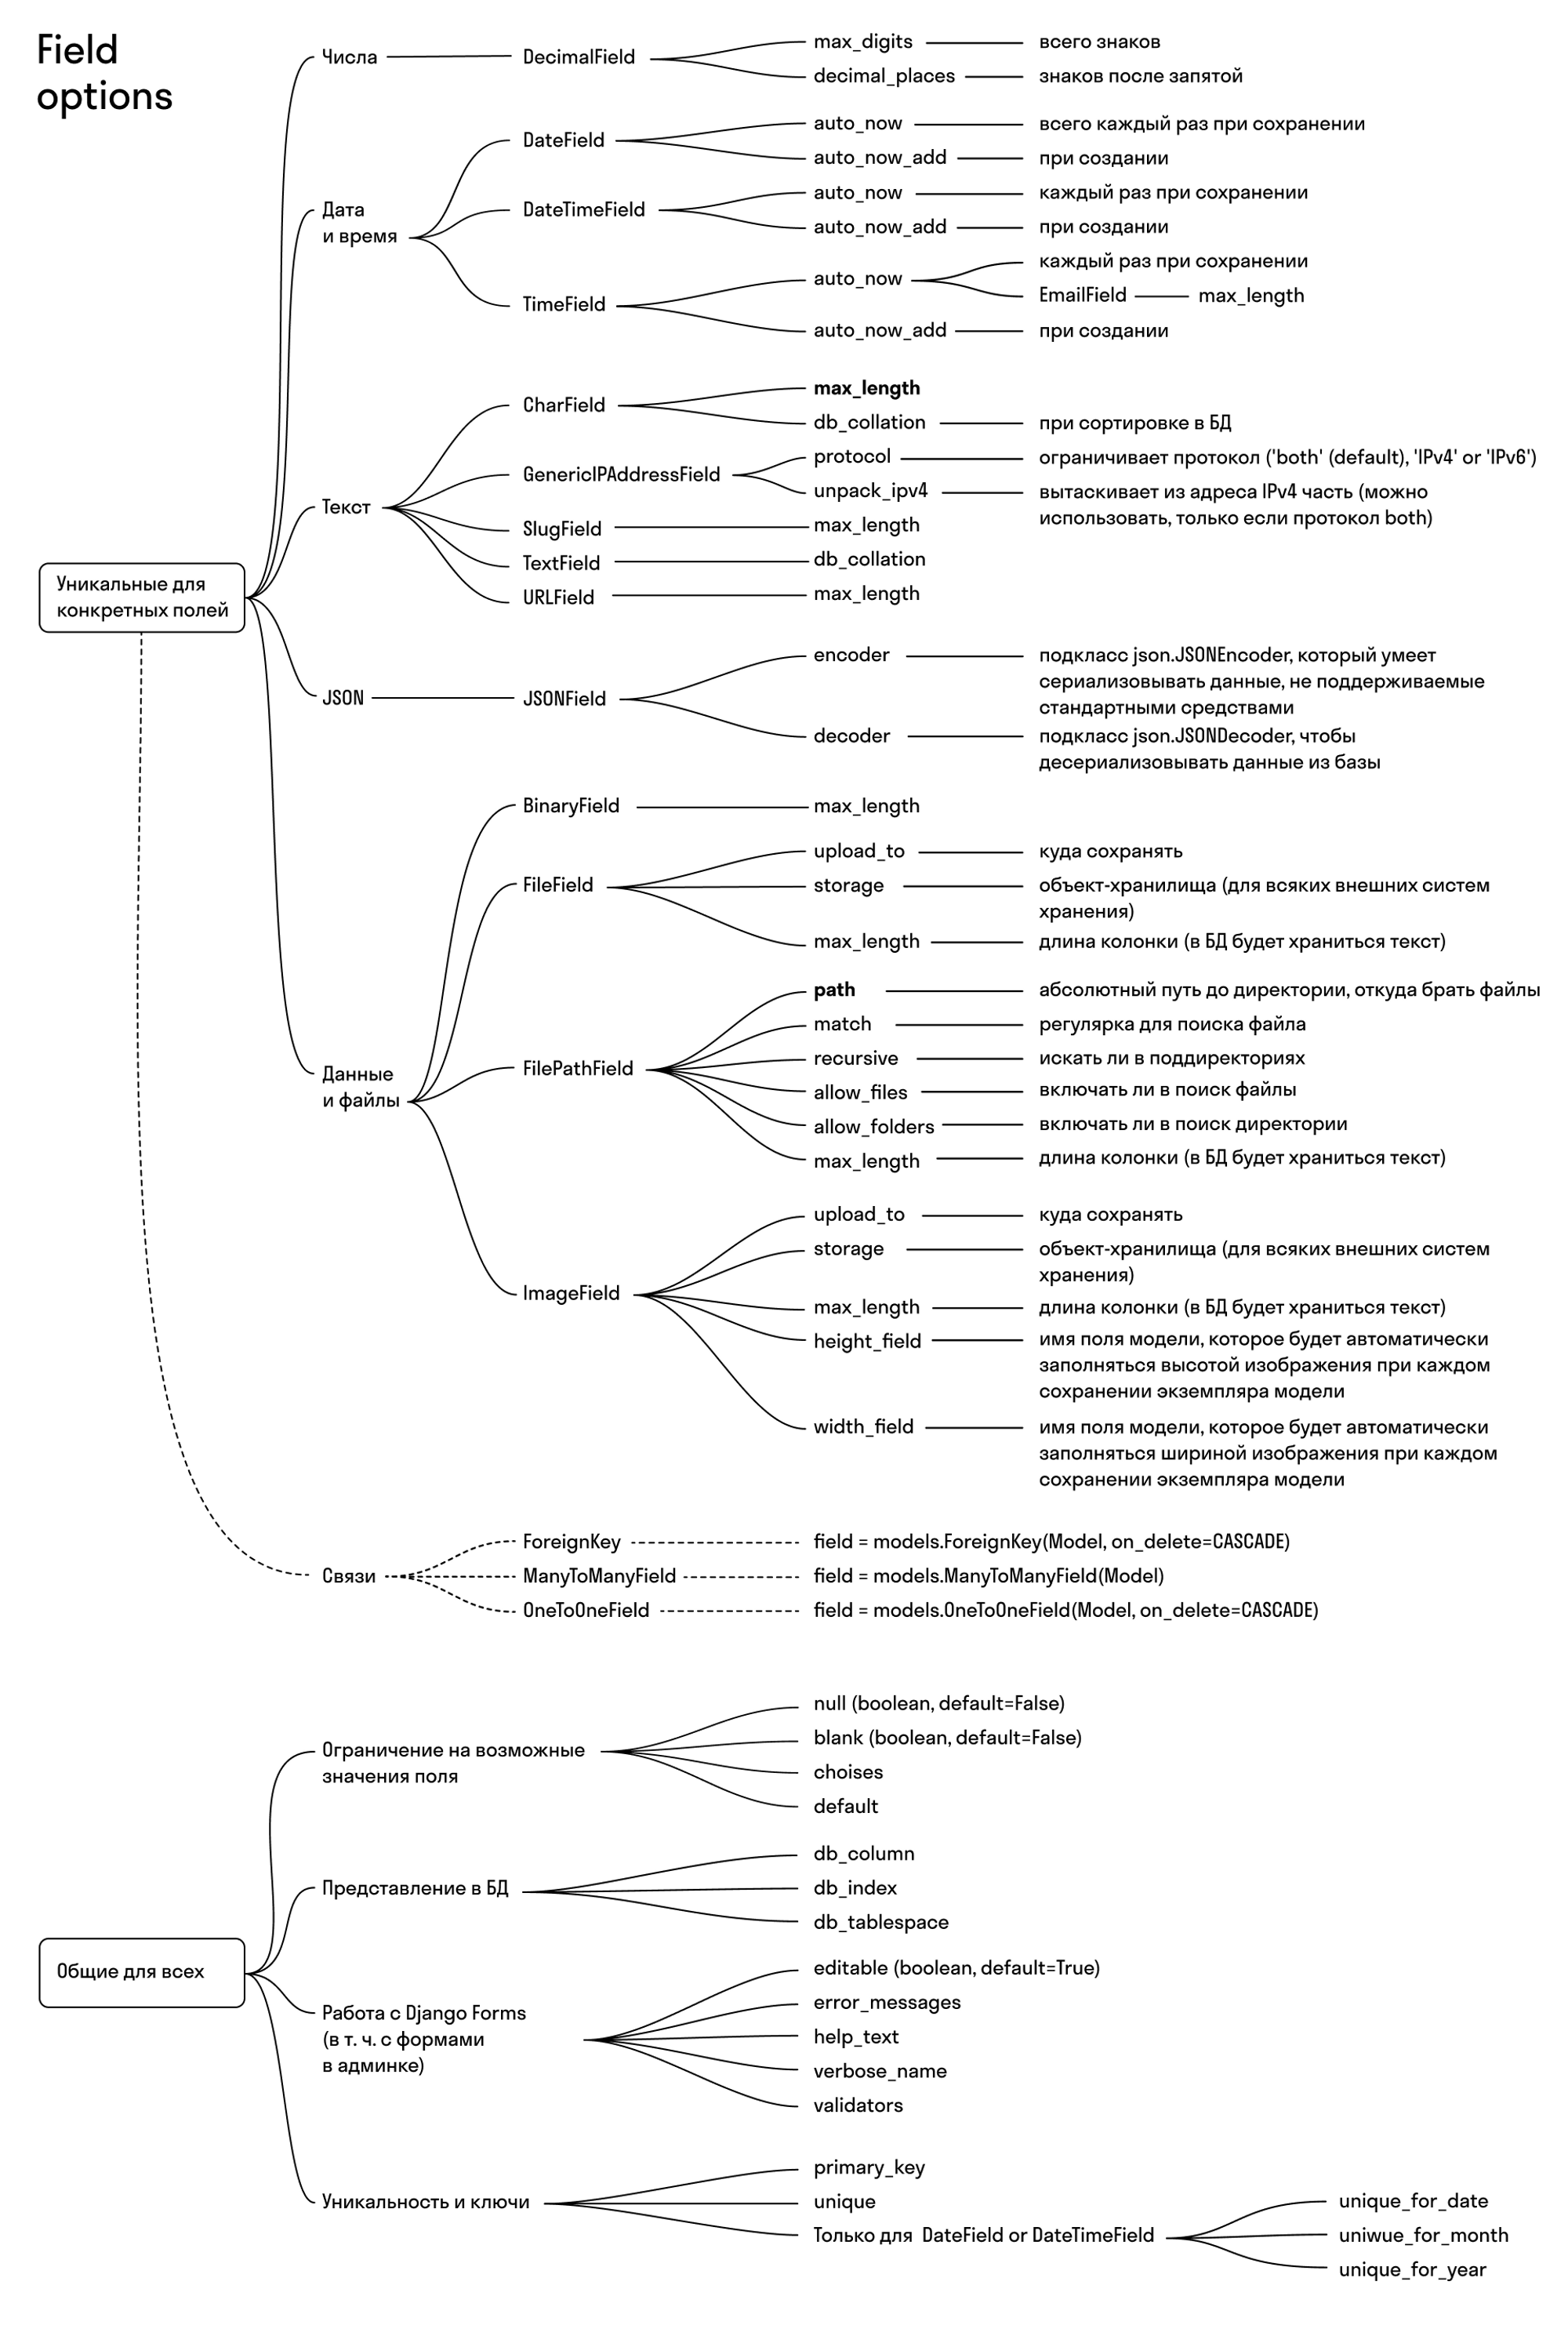 Field
options
Числа
DecimalField
max_digits
всего знаков
decimal_places
знаков после запятой
Дата
и время
DateField
auto_now
всего каждый раз при сохранении
auto_now_add
при создании
DateTimeField
auto_now
каждый раз при сохранении
auto_now_add
при создании
TimeField
auto_now
каждый раз при сохранении
EmailField
max_length
auto_now_add
при создании
Текст
CharField
max_length
db_collation
при сортировке в БД
GenericIPAddressField
protocol
ограничивает протокол ('both' (default), 'IPv4' or 'IPv6')
unpack_ipv4
вытаскивает из адреса IPv4 часть (можно
использовать, только если протокол both)
SlugField
max_length
TextField
db_collation
URLField
max_length
Уникальные для
конкретных полей
JSON
JSONField
encoder
подкласс json.JSONEncoder, который умеет
сериализовывать данные, не поддерживаемые
стандартными средствами
decoder
подкласс json.JSONDecoder, чтобы
десериализовывать данные из базы
Данные
и файлы
BinaryField
max_length
FileField
upload_to
куда сохранять
storage
объект-хранилища (для всяких внешних систем
хранения)
max_length
длина колонки (в БД будет храниться текст)
FilePathField
path
абсолютный путь до директории, откуда брать файлы
match
регулярка для поиска файла
recursive
искать ли в поддиректориях
allow_files
включать ли в поиск файлы
allow_folders
включать ли в поиск директории
max_length
длина колонки (в БД будет храниться текст)
ImageField
upload_to
куда сохранять
storage
объект-хранилища (для всяких внешних систем
хранения)
max_length
длина колонки (в БД будет храниться текст)
height_field
имя поля модели, которое будет автоматически
заполняться высотой изображения при каждом
сохранении экземпляра модели
width_field
имя поля модели, которое будет автоматически
заполняться шириной изображения при каждом
сохранении экземпляра модели
Связи
ForeignKey
field = models.ForeignKey(Model, on_delete=CASCADE)
ManyToManyField
field = models.ManyToManyField(Model)
OneToOneField
field = models.OneToOneField(Model, on_delete=CASCADE)
Общие для всех
Ограничение на возможные
значения поля
null (boolean, default=False)
blank (boolean, default=False)
choises
default
Представление в БД
db_column
db_index
db_tablespace
Работа с Django Forms
(в т. ч. с формами
в админке)
editable (boolean, default=True)
error_messages
help_text
verbose_name
validators
Уникальность и ключи
primary_key
unique
Только для DateField or DateTimeField
unique_for_date
uniwue_for_month
unique_for_year